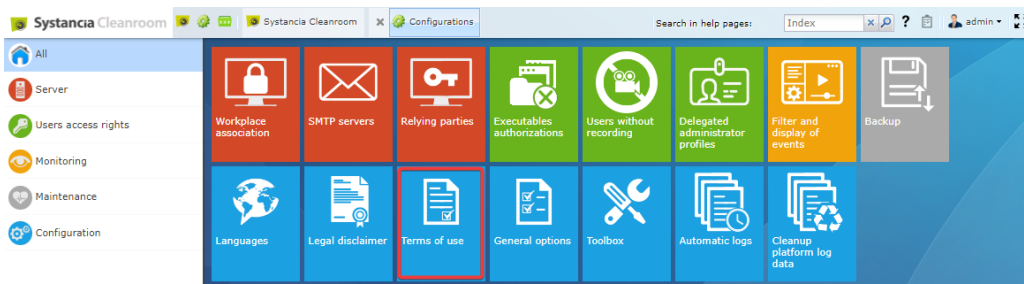 Systancia Cleanroom
Systancia Cleanroom
Configurations
Search in help pages:
Index
?
admin
All
Server
Users access rights
Monitoring
Maintenance
Configuration
Workplace
association
SMTP servers
Relying parties
Executables
authorizations
Users without
recording
Delegated
administrator
profiles
Filter and
display of
events
Backup
Languages
Legal disclaimer
Terms of use
General options
Toolbox
Automatic logs
Cleanup
platform log
data